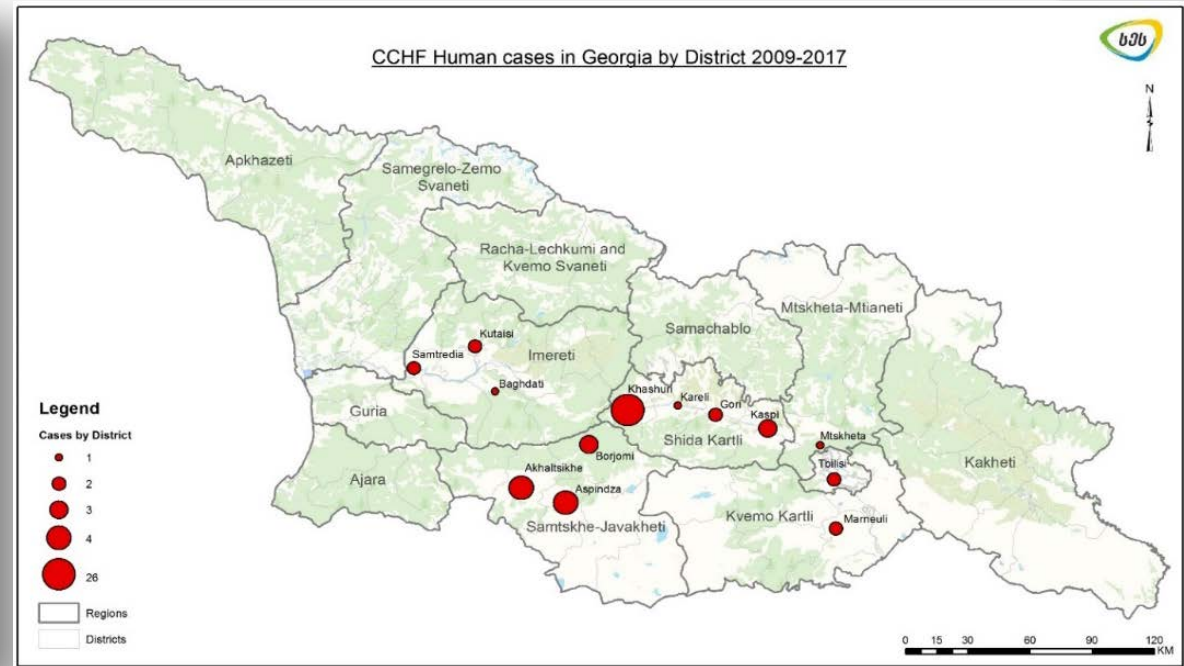 CCHF Human cases in Georgia by District 2009-2017
სეს
N
Apkhazeti
Samegrelo-Zemo
Svaneti
Racha-Lechkumi and
Kvemo Svaneti
Mtskheta-Mtianeti
Samachablo
Kutaisi
Imereti
Samtredia
Baghdati
Khashuri
Kareli
Gori
Kaspi
Guria
Shida Kartli
Mtskheta
Borjomi
Tbilisi
Kakheti
Ajara
Akhaltsikhe
Aspindza
Samtskhe-Javakheti
Kvemo Kartli
Marneuli
Legend
Cases by District
1
2
3
4
26
Regions
Districts
0 15 30 60 90 120
KM